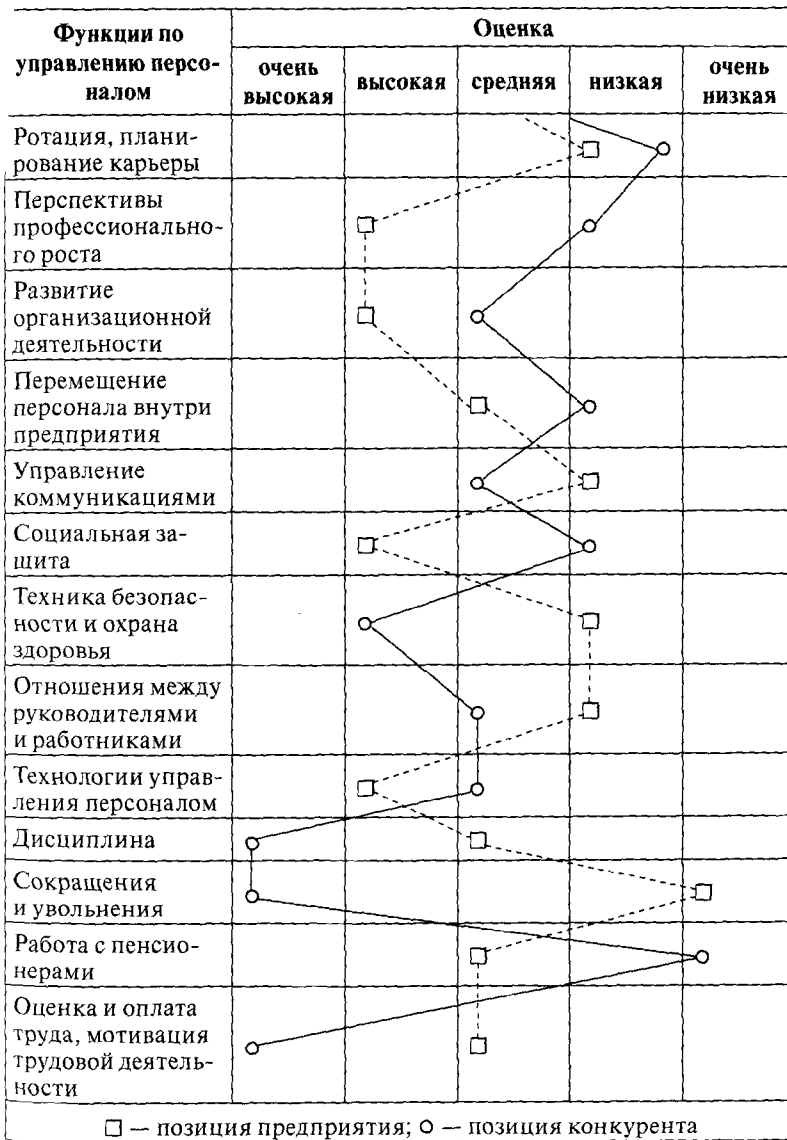 Функции по
управлению персо-
налом
Оценка
очень
высокая
высокая
средняя
низкая
очень
низкая
Ротация, плани-
рование карьеры
Перспективы
профессионально-
го роста
Развитие
организационной
деятельности
Перемещение
персонала внутри
предприятия
Управление
коммуникациями
Социальная за-
щита
Техника безопас-
ности и охрана
здоровья
Отношения между
руководителями
и работниками
Технологии управ-
ления персоналом
Дисциплина
Сокращения
и увольнения
Работа с пенсио-
нерами
Оценка и оплата
труда, мотивация
трудовой деятель-
ности
□ — позиция предприятия; ○ — позиция конкурента